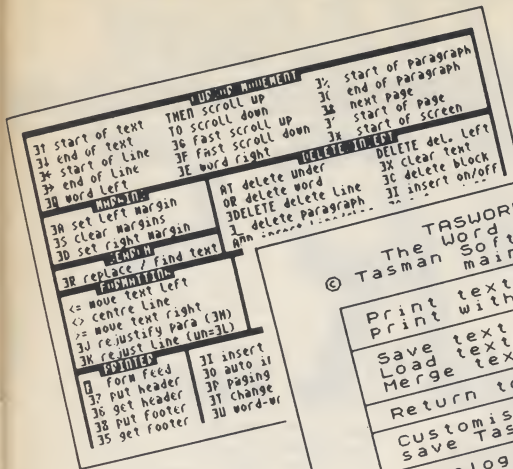 CURSOR MOVEMENT
3↑ start of text
3↓ end of text
3← start of line
3→ end of line
3Q word left
THEN scroll up
TO scroll down
3G fast scroll up
3F fast scroll down
3E word right
3% start of paragraph
3( end of paragraph
3& next page
3' start of page
start of screen
MARGINS
3A set left margin
3S clear margins
3D set right margin
DELETE INSERT
AT delete under
OR delete word
3DELETE delete line
delete paragraph
DELETE del. left
3X clear text
3C delete block
3I insert on/off
SEARCH
3R replace / find text
FORMATTING
<= move text left
<> centre line
>= move text right
3J rejustify para (3H)
3K rejust line (un=3L)
PRINTER
form feed
37 put header
36 get header
38 put footer
35 get footer
3I insert
3O auto
3P paging
3T change
3U word-wr
TASWOR
The Word
© Tasman Soft
main
Print text
Print with
Save text
Load text
Merge tex
Return to
Customis
save Tas